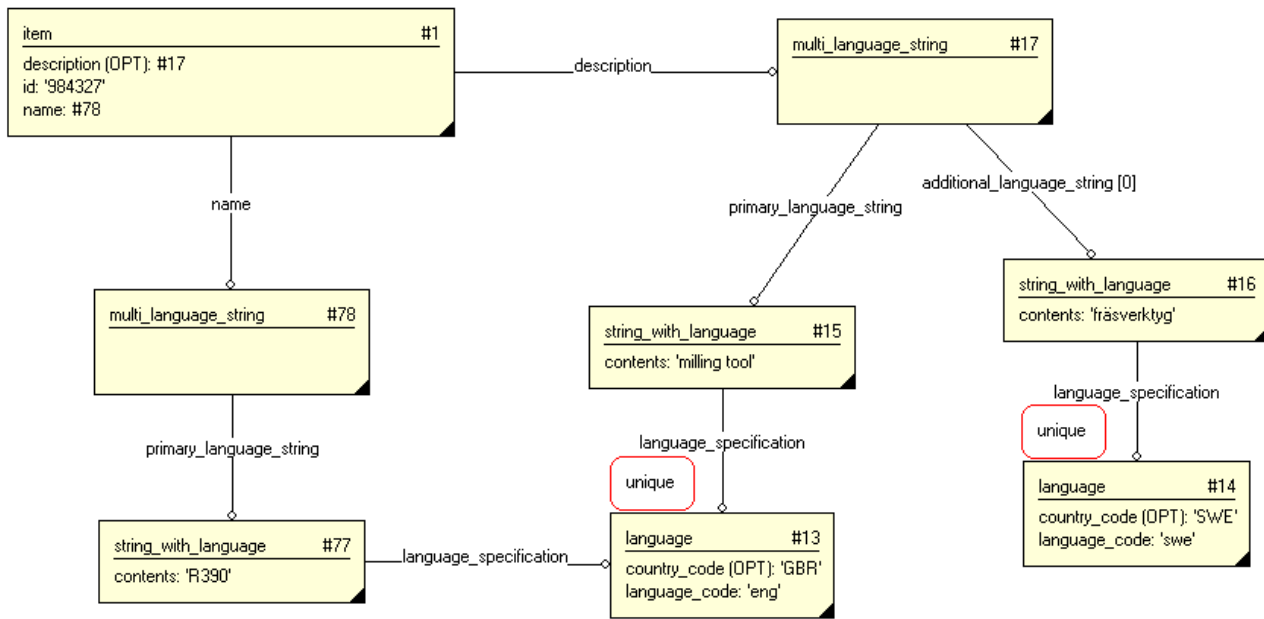 item #1
description (OPT): #17
id: '984327'
name: #78
description
multi_language_string #17
name
primary_language_string
additional_language_string [0]
multi_language_string #78
string_with_language #15
contents: 'milling tool'
string_with_language #16
contents: 'fräsverktyg'
primary_language_string
language_specification
language_specification
unique
unique
string_with_language #77
contents: 'R390'
language_specification
language #13
country_code (OPT): 'GBR'
language_code: 'eng'
language #14
country_code (OPT): 'SWE'
language_code: 'swe'